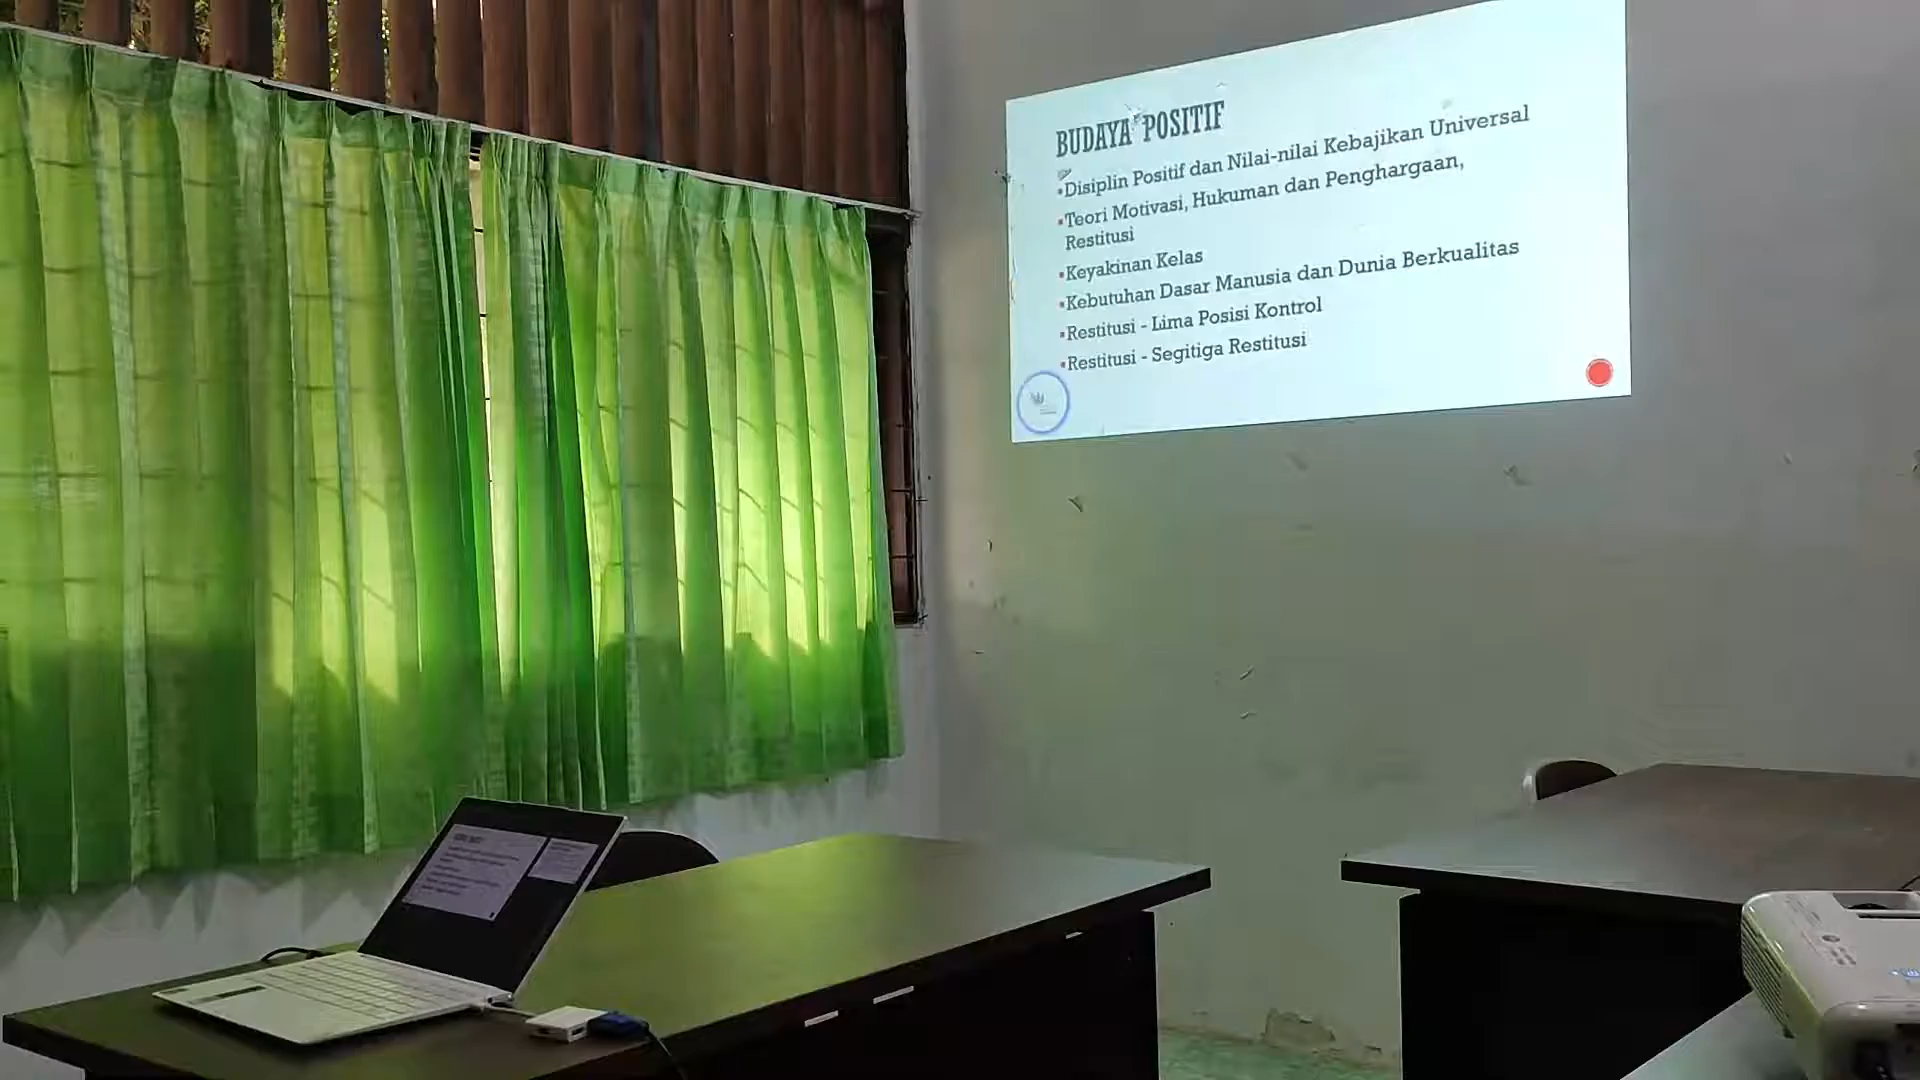 BUDAYA POSITIF
▪Disiplin Positif dan Nilai-nilai Kebajikan Universal
▪Teori Motivasi, Hukuman dan Penghargaan,
Restitusi
▪Keyakinan Kelas
▪Kebutuhan Dasar Manusia dan Dunia Berkualitas
▪Restitusi - Lima Posisi Kontrol
▪Restitusi - Segitiga Restitusi